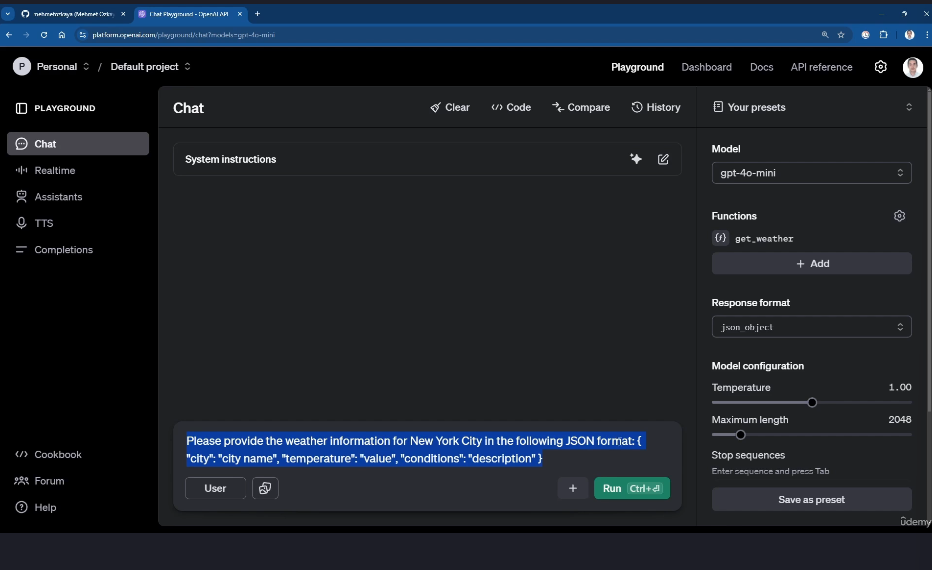 mehmetozkaya (Mehmet Ozka
Chat Playground - OpenAI API
platform.openai.com/playground/chat?models=gpt-4o-mini
P Personal / Default project
Playground Dashboard Docs API reference
PLAYGROUND
Chat
Realtime
Assistants
TTS
Completions
Cookbook
Forum
Help
Chat
Clear Code Compare History
System instructions
Please provide the weather information for New York City in the following JSON format: {
"city": "city name", "temperature": "value", "conditions": "description" }
User
+ Run Ctrl+⏎
Your presets
Model
gpt-4o-mini
Functions
{ƒ} get_weather
+ Add
Response format
json_object
Model configuration
Temperature 1.00
Maximum length 2048
Stop sequences
Enter sequence and press Tab
Save as preset
ûdemy